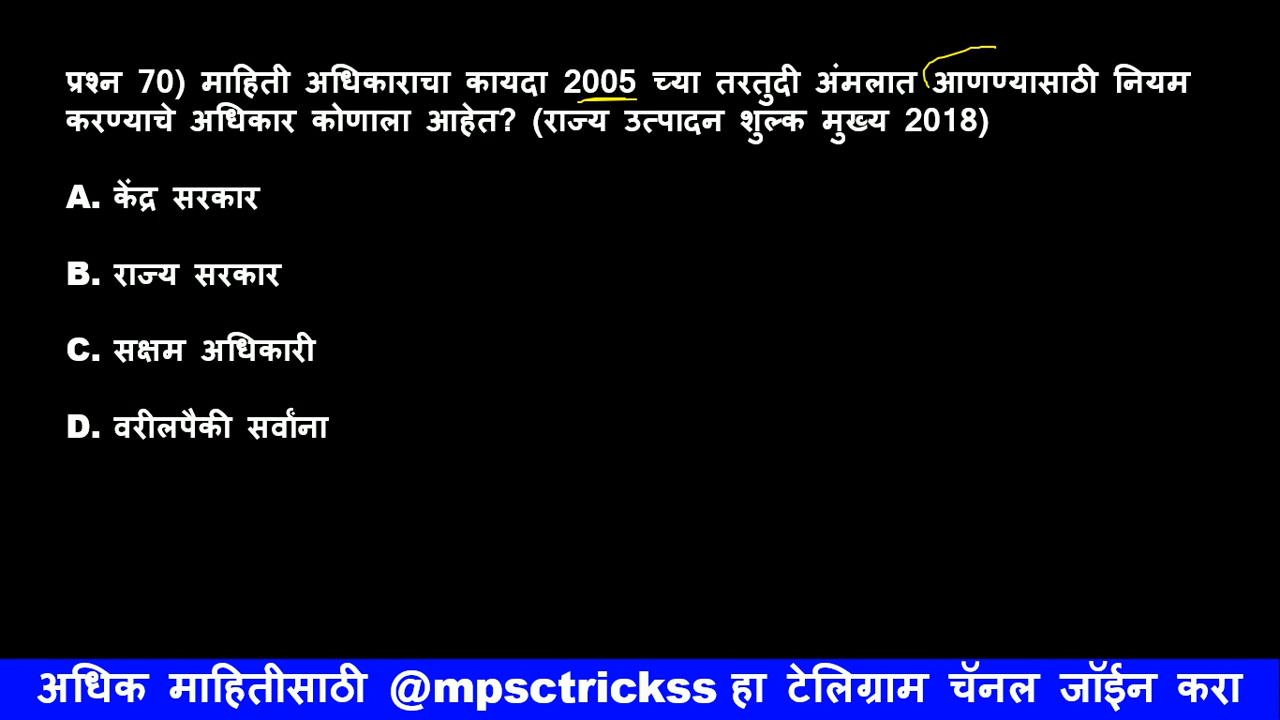 प्रश्न 70) माहिती अधिकाराचा कायदा 2005 च्या तरतुदी अंमलात आणण्यासाठी नियम
करण्याचे अधिकार कोणाला आहेत? (राज्य उत्पादन शुल्क मुख्य 2018)
A. केंद्र सरकार
B. राज्य सरकार
C. सक्षम अधिकारी
D. वरीलपैकी सर्वांना
अधिक माहितीसाठी @mpsctrickss हा टेलिग्राम चॅनल जॉईन करा